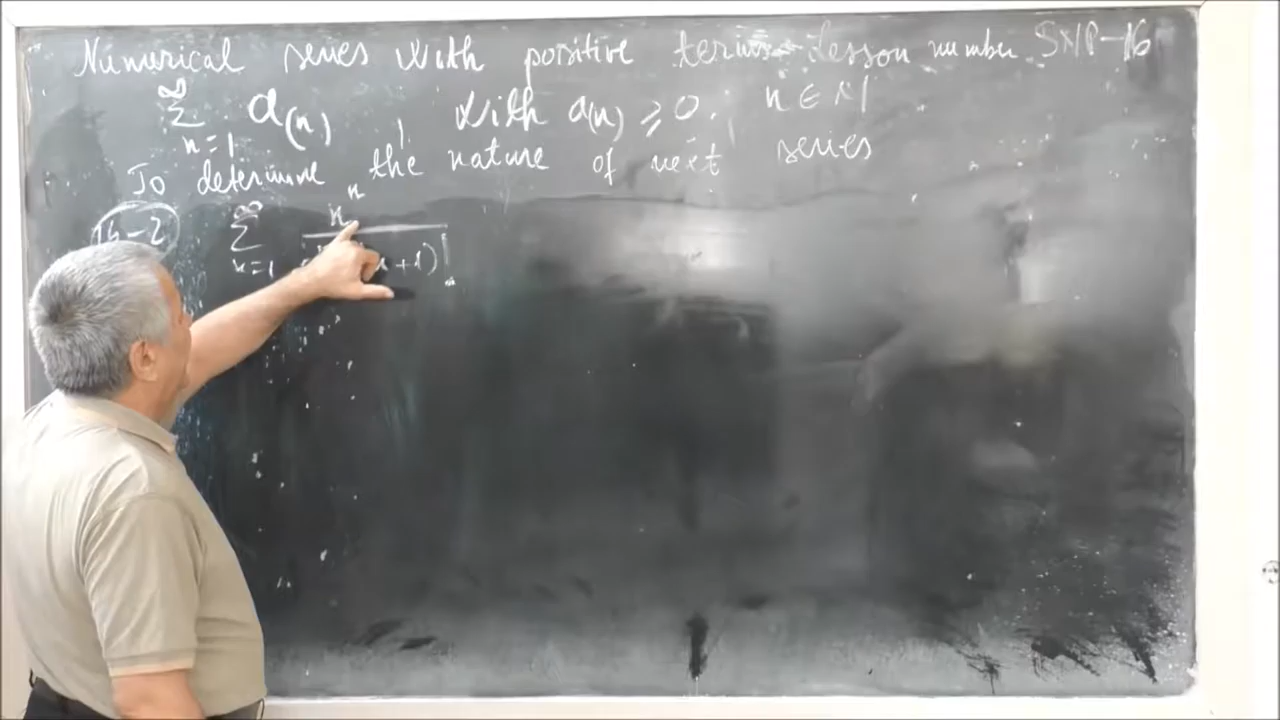 Numerical series with positive terms - lesson number SNP-16
∞ Σ n=1 a(n) , with a(n) ≥ 0 ; n ∈ N
To determine the nature of next series
16-2 ∞ Σ n=1 n^n / +1)!